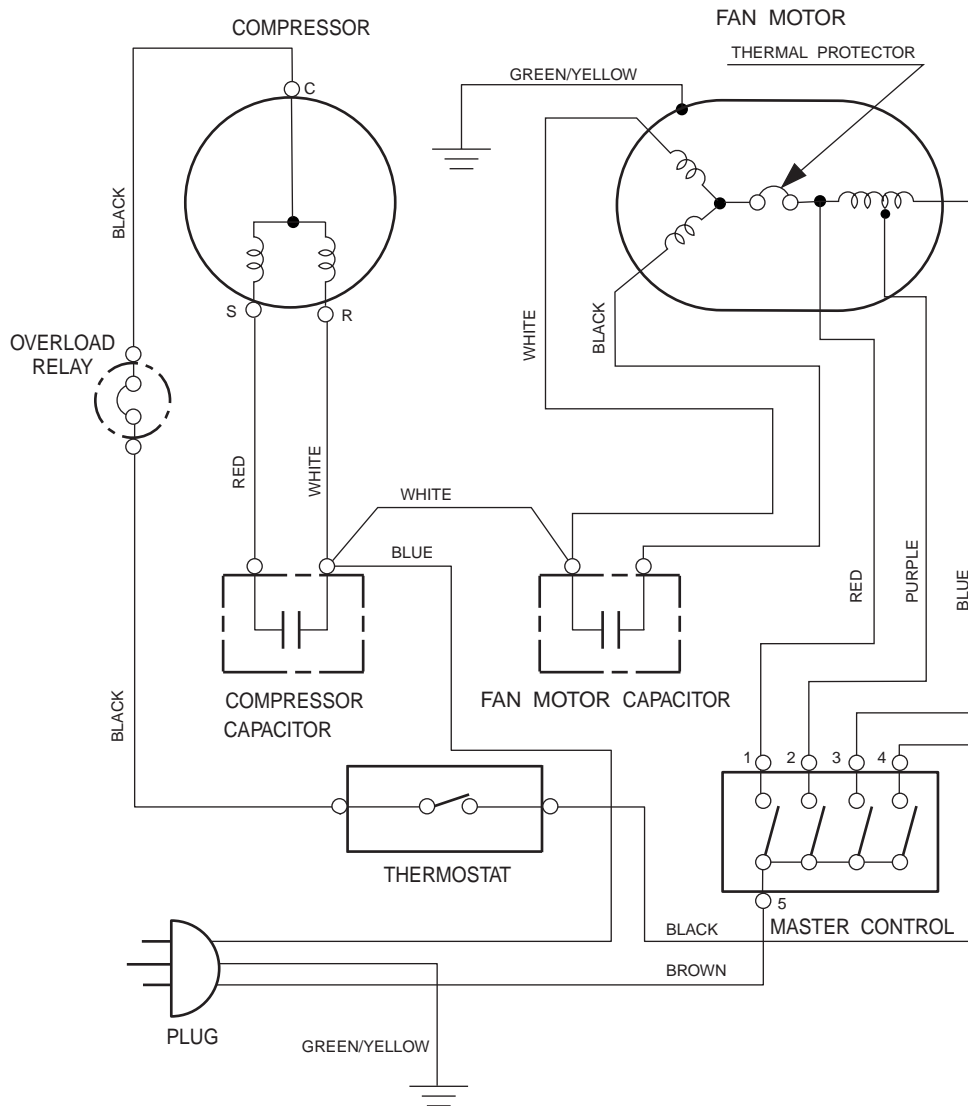 FAN MOTOR
COMPRESSOR
THERMAL PROTECTOR
GREEN/YELLOW
C
BLACK
S
R
WHITE
BLACK
OVERLOAD
RELAY
RED
WHITE
WHITE
BLUE
RED
PURPLE
BLUE
COMPRESSOR
CAPACITOR
FAN MOTOR CAPACITOR
BLACK
1
2
3
4
THERMOSTAT
5
MASTER CONTROL
BLACK
BROWN
PLUG
GREEN/YELLOW